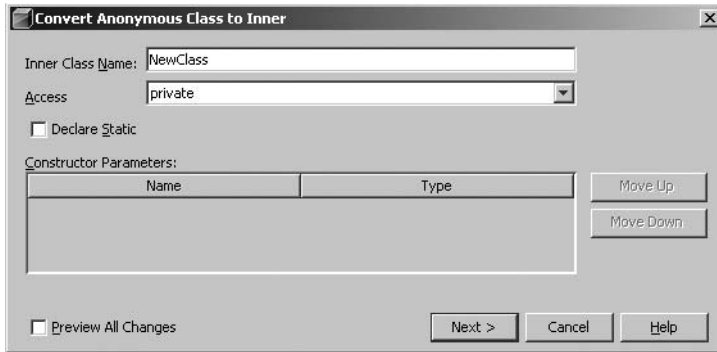 Convert Anonymous Class to Inner
Inner Class Name: NewClass
Access private
Declare Static
Constructor Parameters:
Name Type
Move Up
Move Down
Preview All Changes Next > Cancel Help